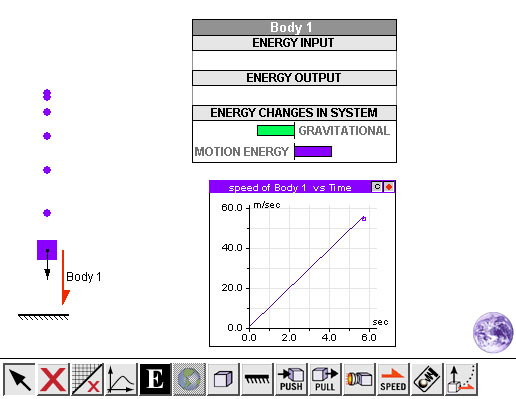 Body 1
ENERGY INPUT
ENERGY OUTPUT
ENERGY CHANGES IN SYSTEM
GRAVITATIONAL
MOTION ENERGY
speed of Body 1 vs Time
C
60.0
m/sec
40.0
20.0
0.0
sec
0.0 2.0 4.0 6.0
Body 1
E
PUSH
PULL
SPEED